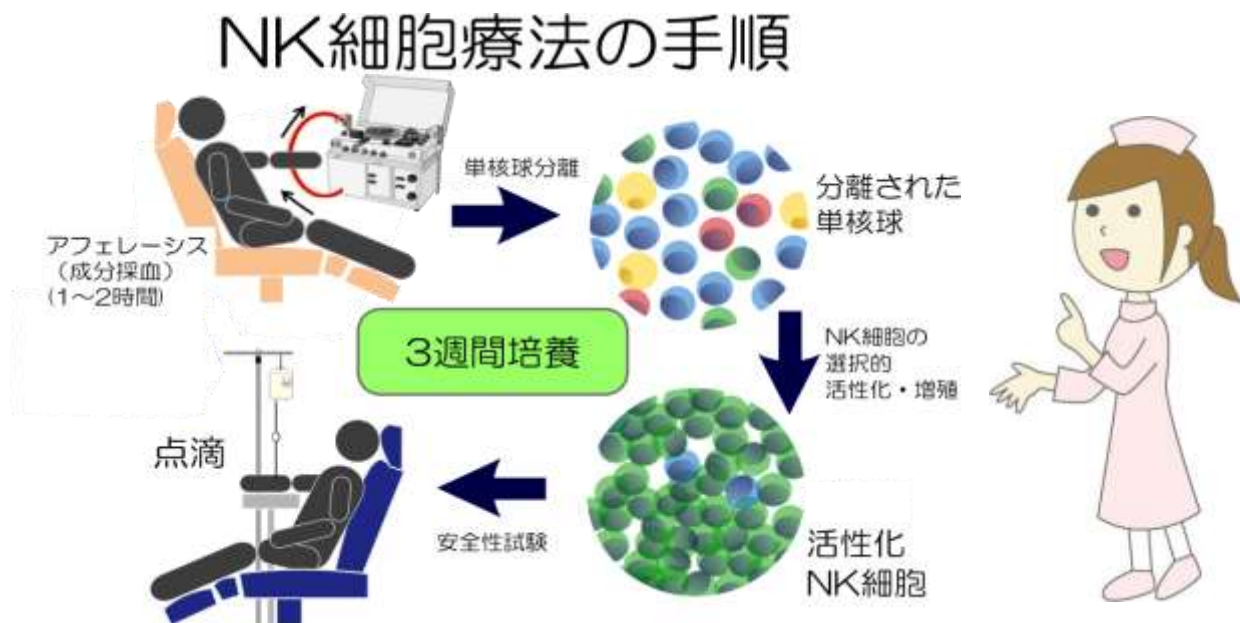 NK細胞療法の手順
アフェレーシス
（成分採血）
(1～2時間)
単核球分離
分離された
単核球
NK細胞の
選択的
活性化・増殖
3週間培養
活性化
NK細胞
安全性試験
点滴